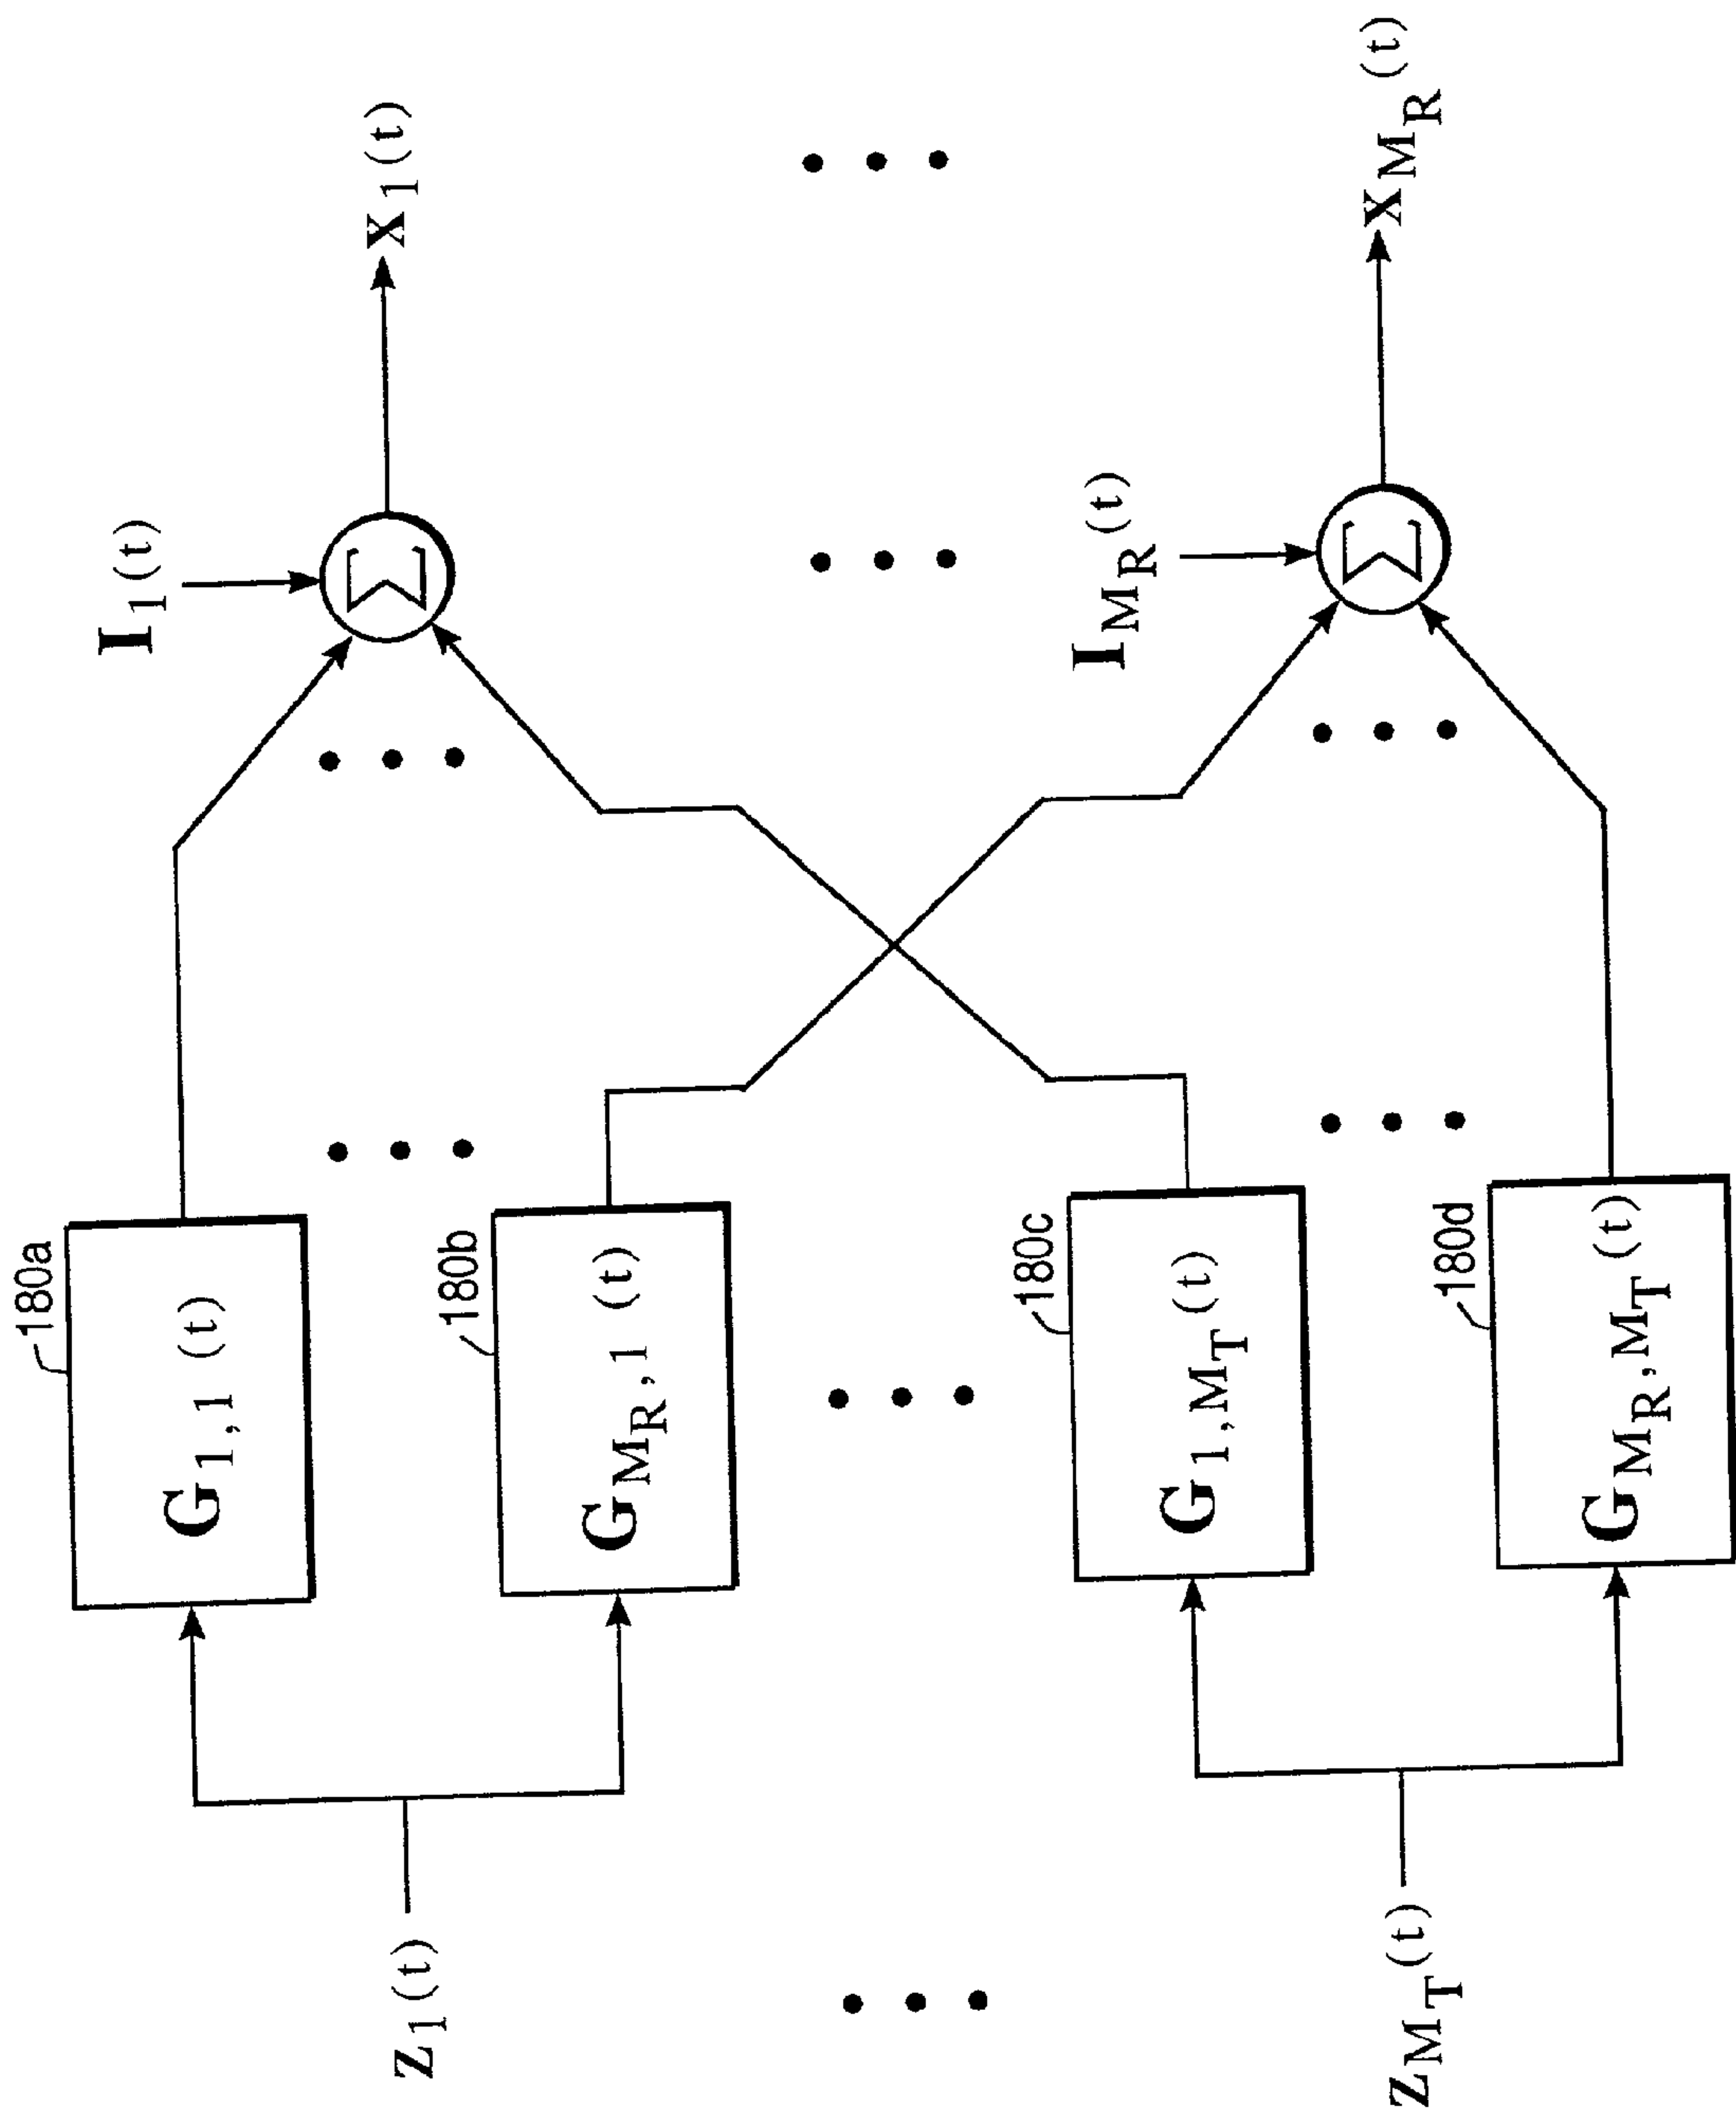 180a
G1,1(t)
180b
GMR,1(t)
180c
G1,MT(t)
180d
GMR,MT(t)
z1(t)
zMT(t)
I1(t)
Σ
x1(t)
IMR(t)
Σ
xMR(t)